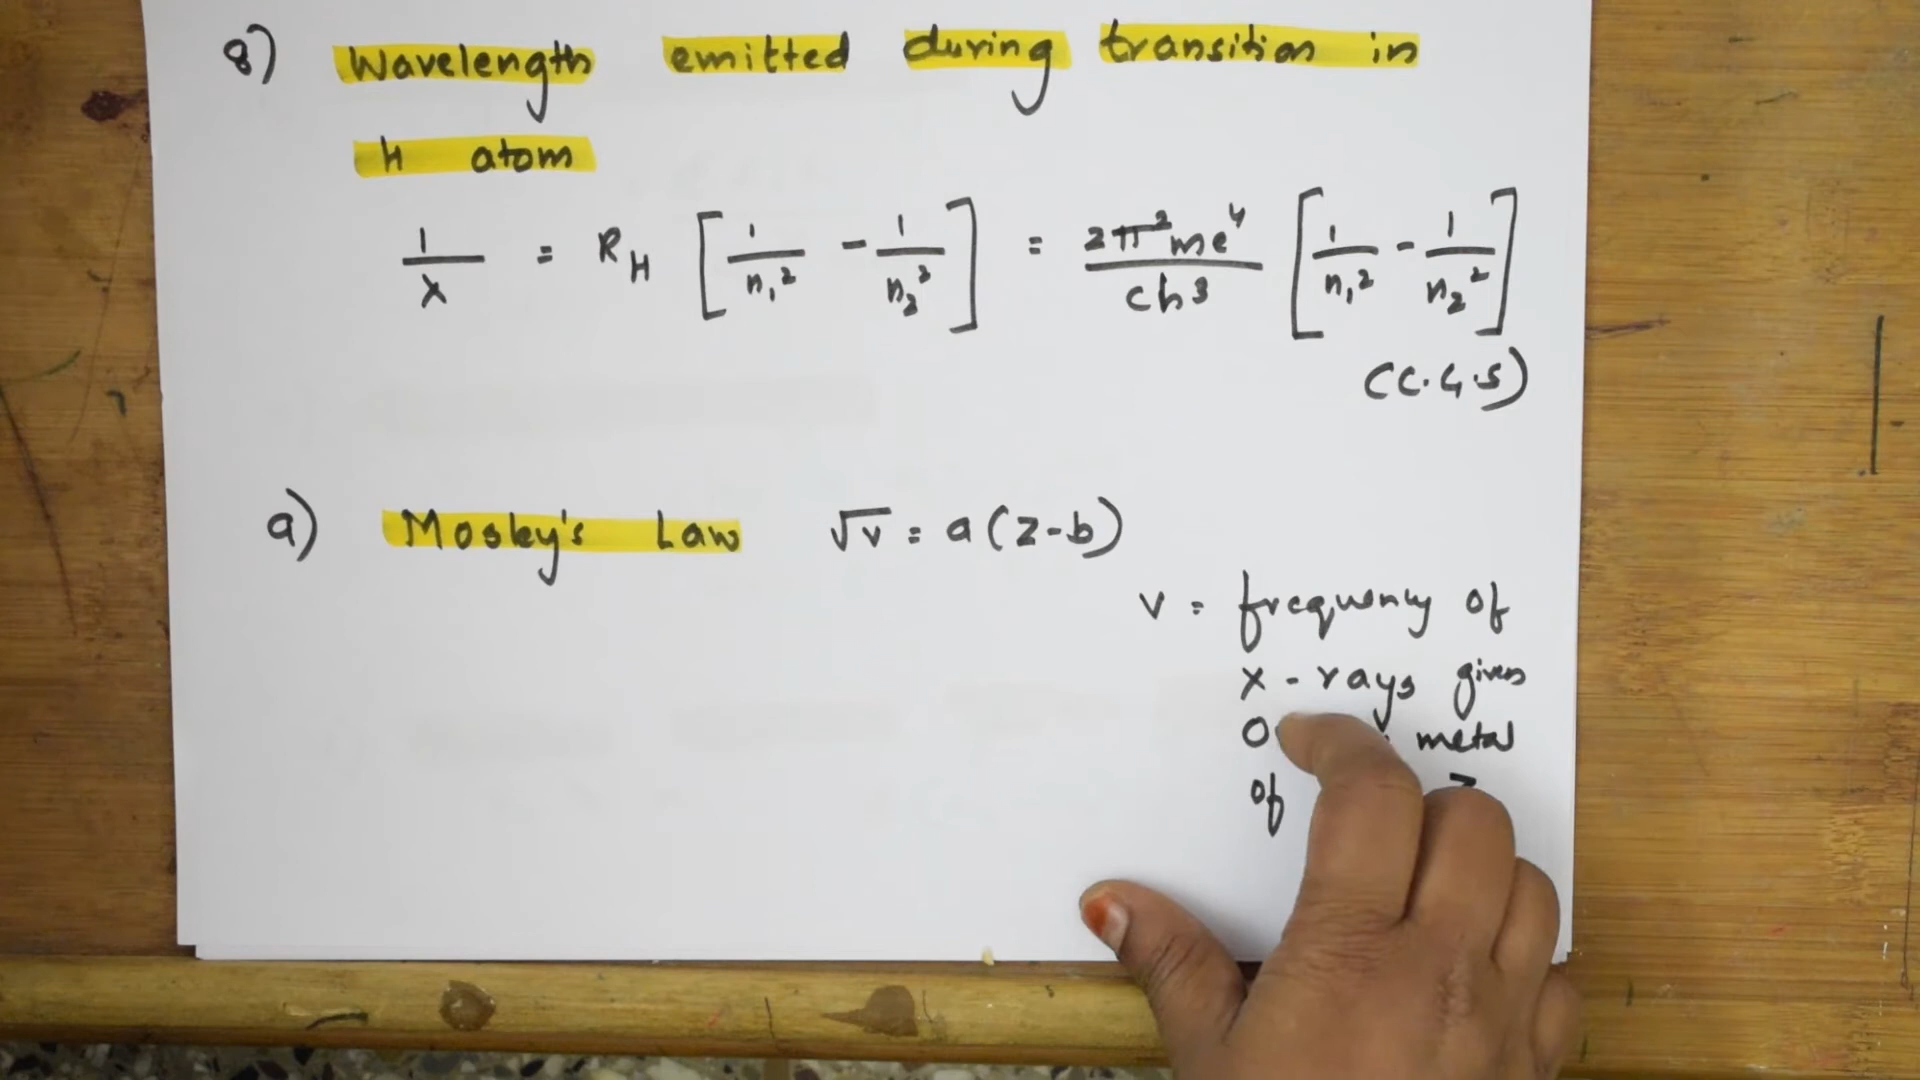 8) Wavelength emitted during transition in
H atom
1/λ = R_H [1/n₁² - 1/n₂²] = 2π²me⁴/ch³ [1/n₁² - 1/n₂²]
(C.G.S)
9) Mosley's Law √ν = a(Z-b)
ν = frequency of
X-rays given
metal
of Z